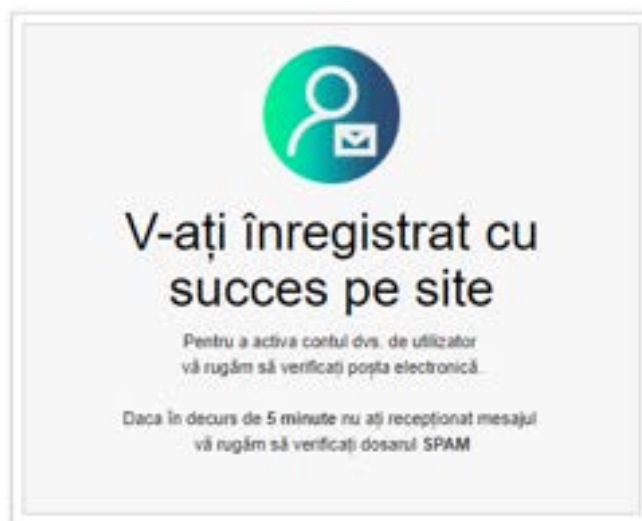 V-ați înregistrat cu
succes pe site
Pentru a activa contul dvs. de utilizator
vă rugăm să verificați poșta electronică.
Daca în decurs de 5 minute nu ați recepționat mesajul
vă rugăm să verificați dosarul SPAM